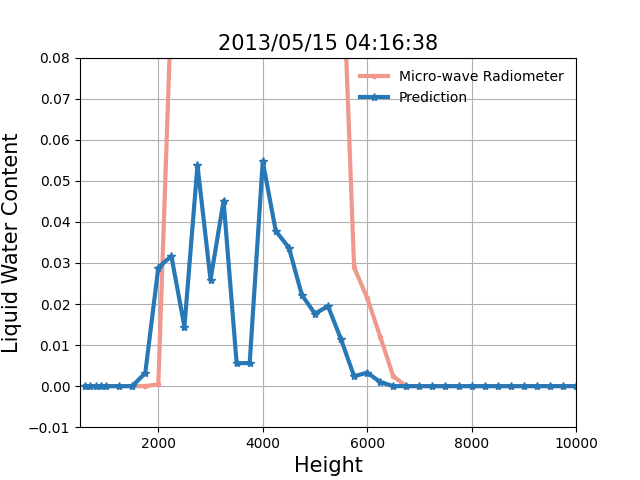 2013/05/15 04:16:38
Liquid Water Content
0.08
0.07
0.06
0.05
0.04
0.03
0.02
0.01
0.00
−0.01
Micro-wave Radiometer
Prediction
2000 4000 6000 8000 10000
Height